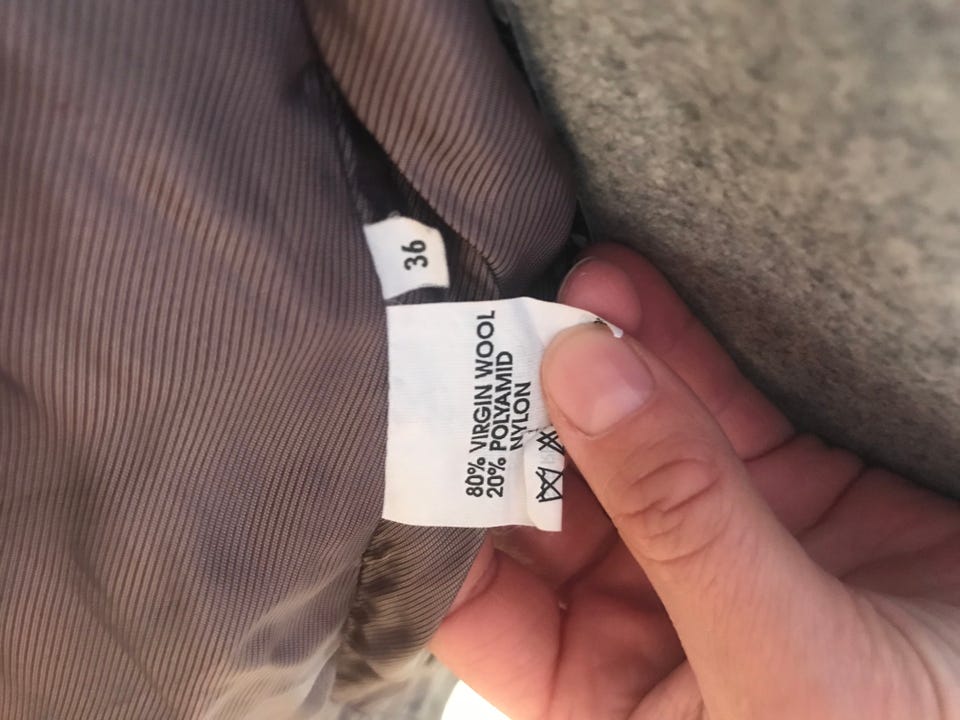 36
80% VIRGIN WOOL
20% POLYAMID
NYLON